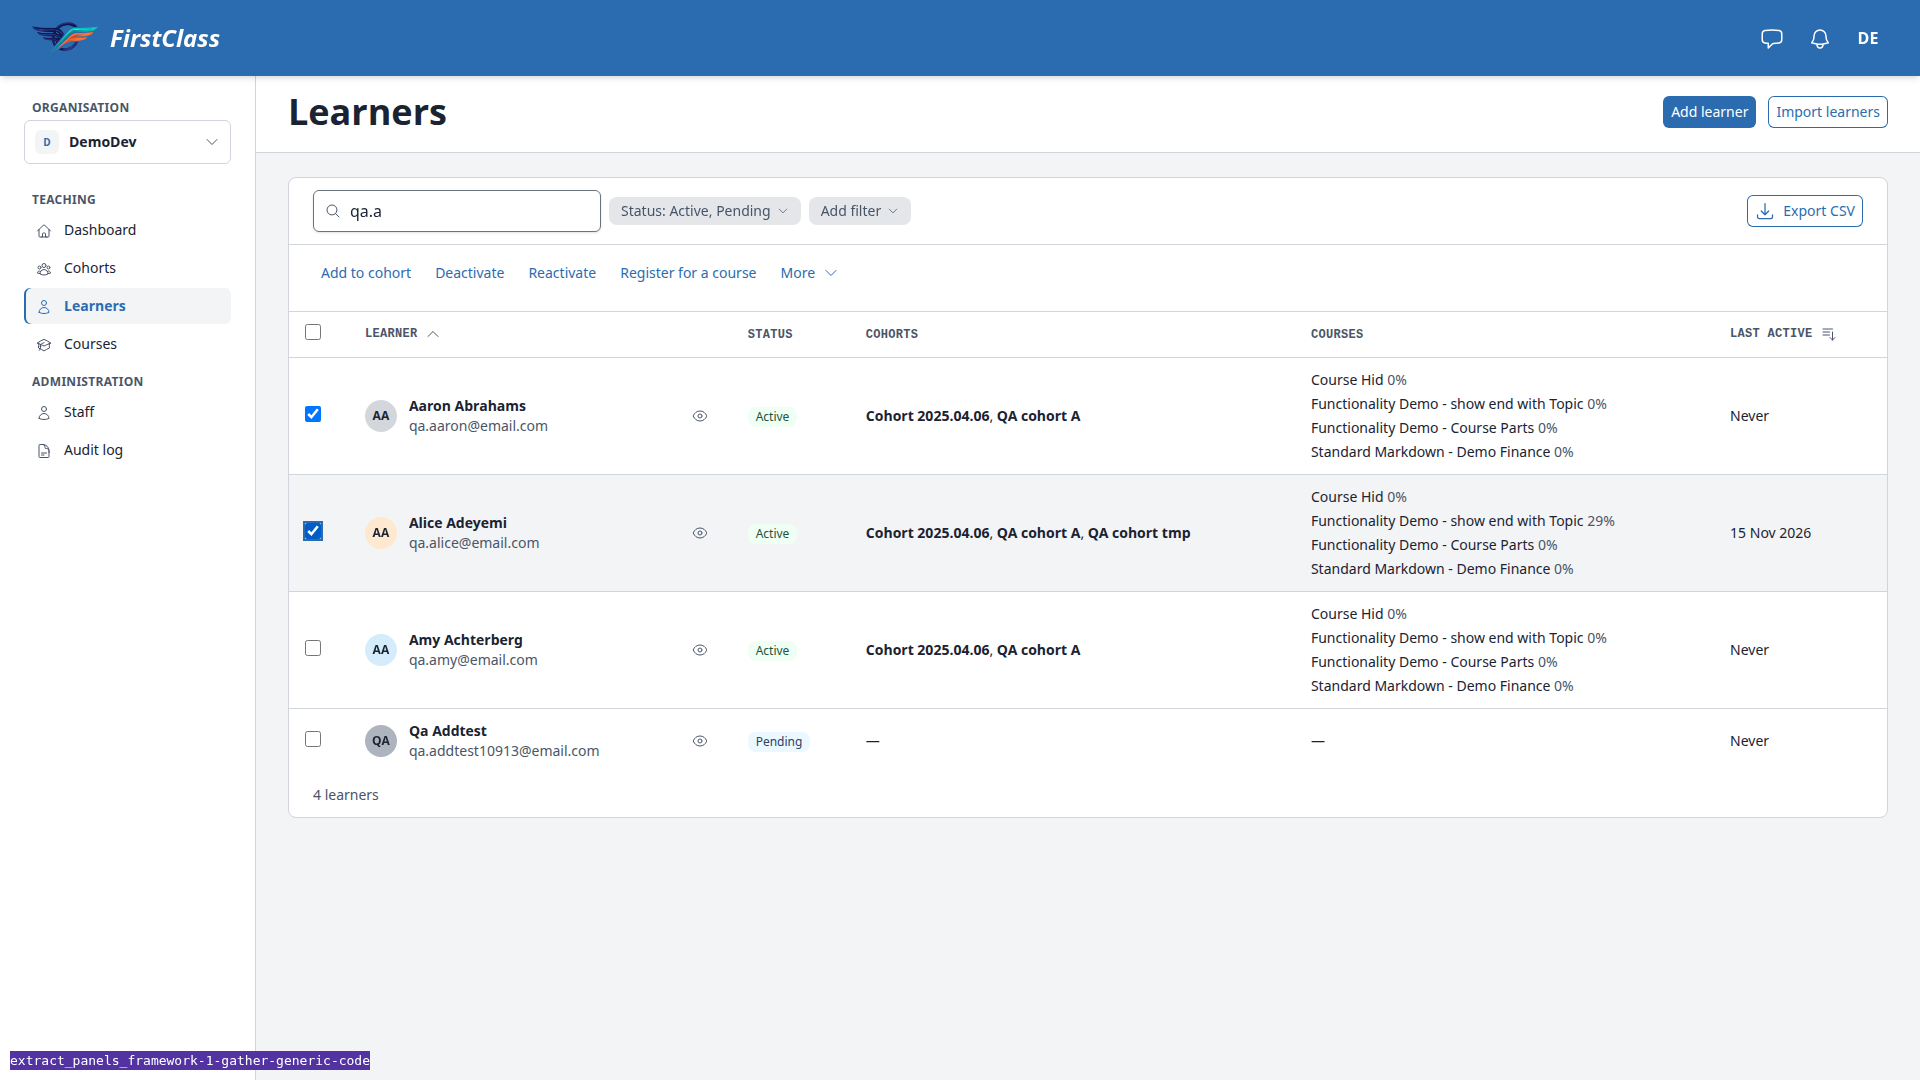 FirstClass
DE
ORGANISATION
D DemoDev
TEACHING
Dashboard
Cohorts
Learners
Courses
ADMINISTRATION
Staff
Audit log
Learners
Add learner
Import learners
qa.a
Status: Active, Pending
Add filter
Export CSV
Add to cohort Deactivate Reactivate Register for a course More
LEARNER STATUS COHORTS COURSES LAST ACTIVE
AA
Aaron Abrahams
qa.aaron@email.com
Active
Cohort 2025.04.06, QA cohort A
Course Hid 0%
Functionality Demo - show end with Topic 0%
Functionality Demo - Course Parts 0%
Standard Markdown - Demo Finance 0%
Never
AA
Alice Adeyemi
qa.alice@email.com
Active
Cohort 2025.04.06, QA cohort A, QA cohort tmp
Course Hid 0%
Functionality Demo - show end with Topic 29%
Functionality Demo - Course Parts 0%
Standard Markdown - Demo Finance 0%
15 Nov 2026
AA
Amy Achterberg
qa.amy@email.com
Active
Cohort 2025.04.06, QA cohort A
Course Hid 0%
Functionality Demo - show end with Topic 0%
Functionality Demo - Course Parts 0%
Standard Markdown - Demo Finance 0%
Never
QA
Qa Addtest
qa.addtest10913@email.com
Pending
—
—
Never
4 learners
extract_panels_framework-1-gather-generic-code